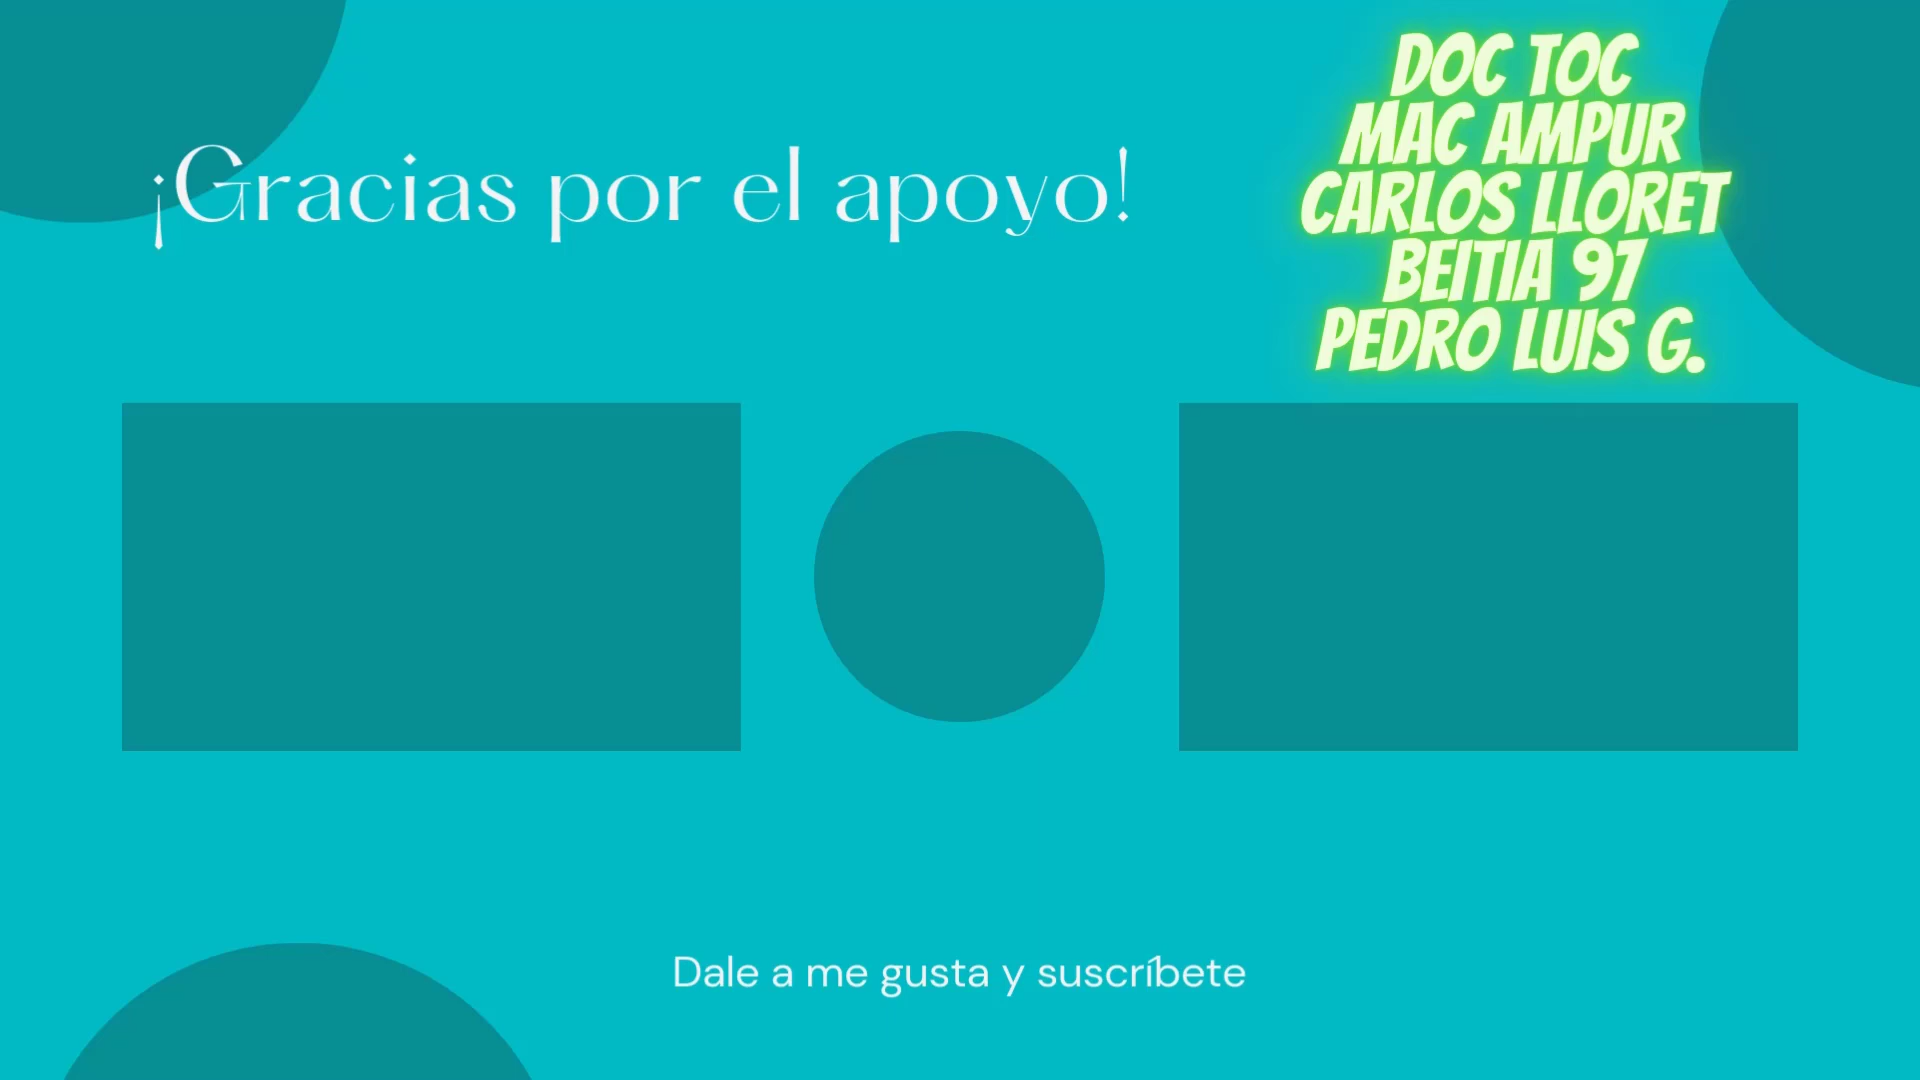 ¡Gracias por el apoyo!
DOC TOC
MAC AMPUR
CARLOS LLORET
BEITIA 97
PEDRO LUIS G.
Dale a me gusta y suscríbete